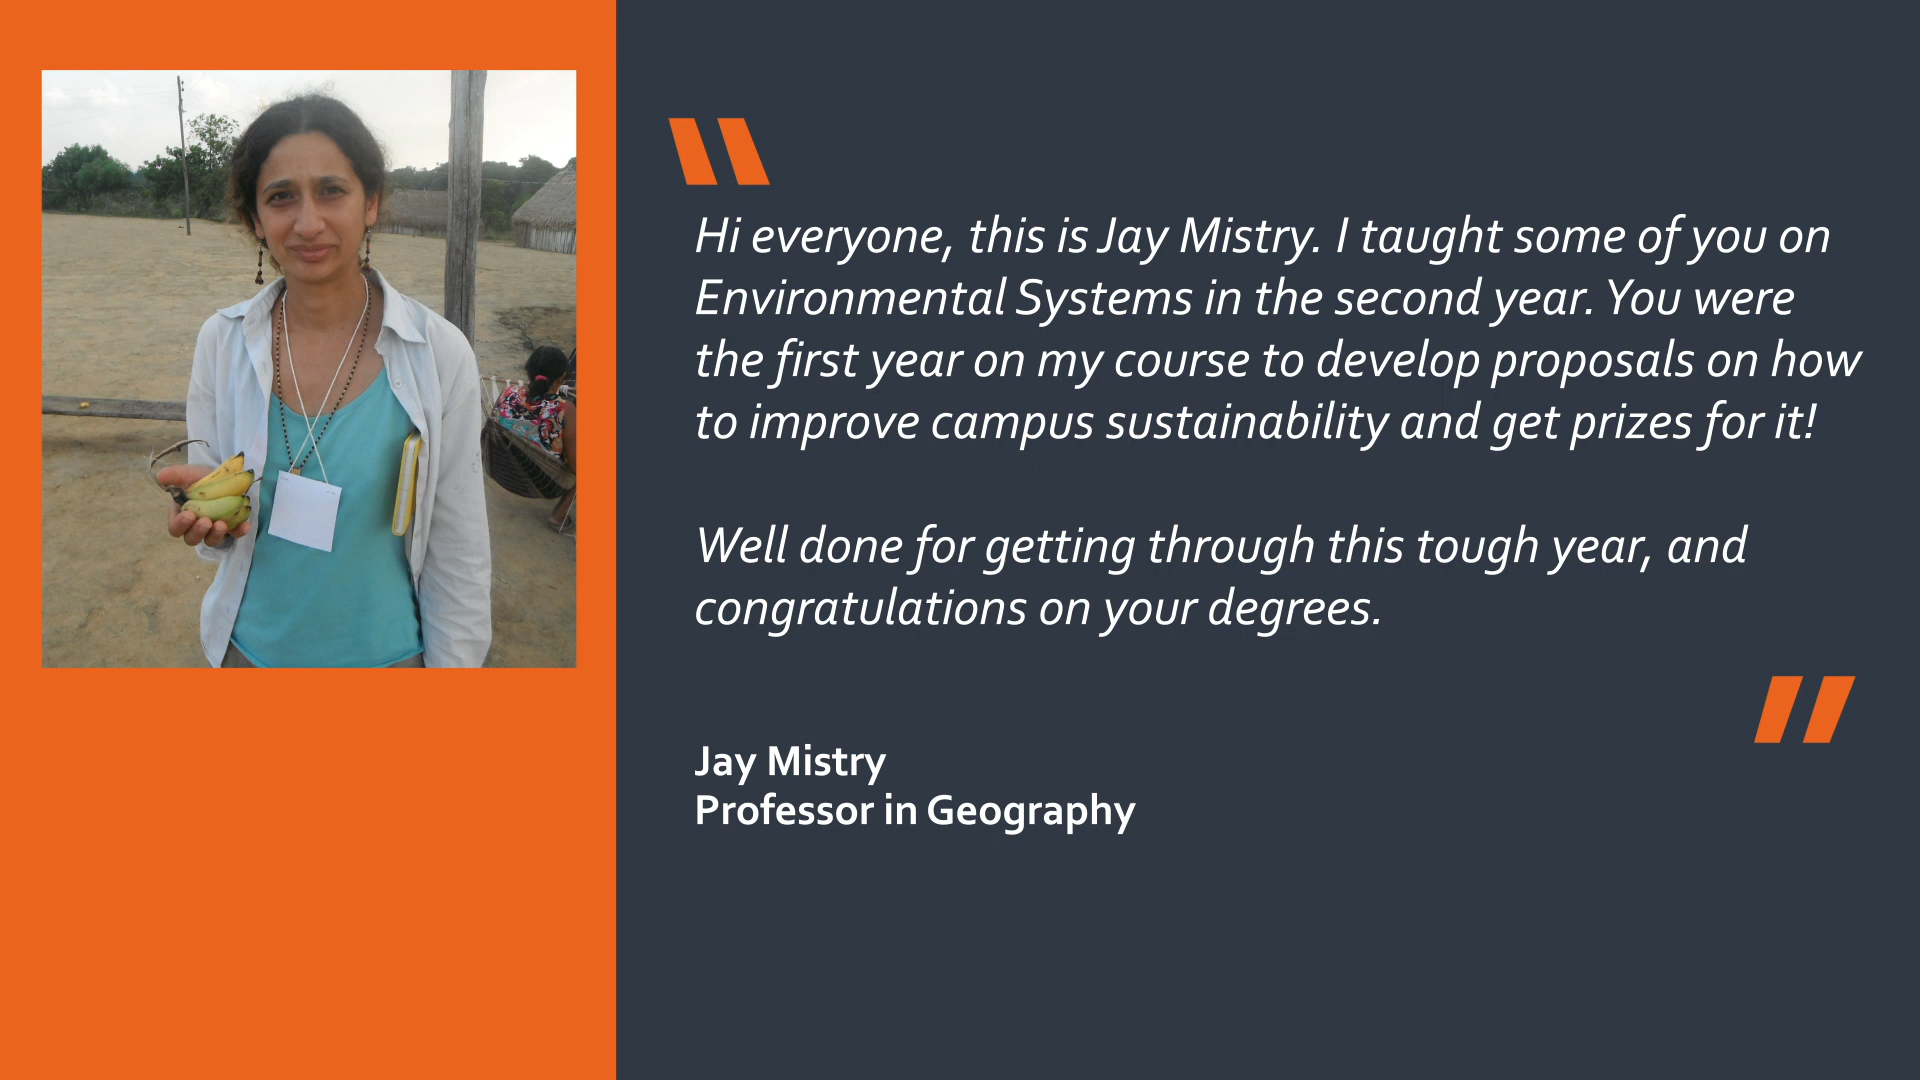 Hi everyone, this is Jay Mistry. I taught some of you on
Environmental Systems in the second year. You were
the first year on my course to develop proposals on how
to improve campus sustainability and get prizes for it!
Well done for getting through this tough year, and
congratulations on your degrees.
Jay Mistry
Professor in Geography